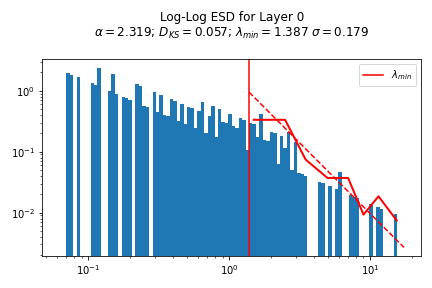 Log-Log ESD for Layer 0
α = 2.319; D_KS = 0.057; λ_min = 1.387 σ = 0.179
λ_min
10⁰
10⁻¹
10⁻²
10⁻¹ 10⁰ 10¹